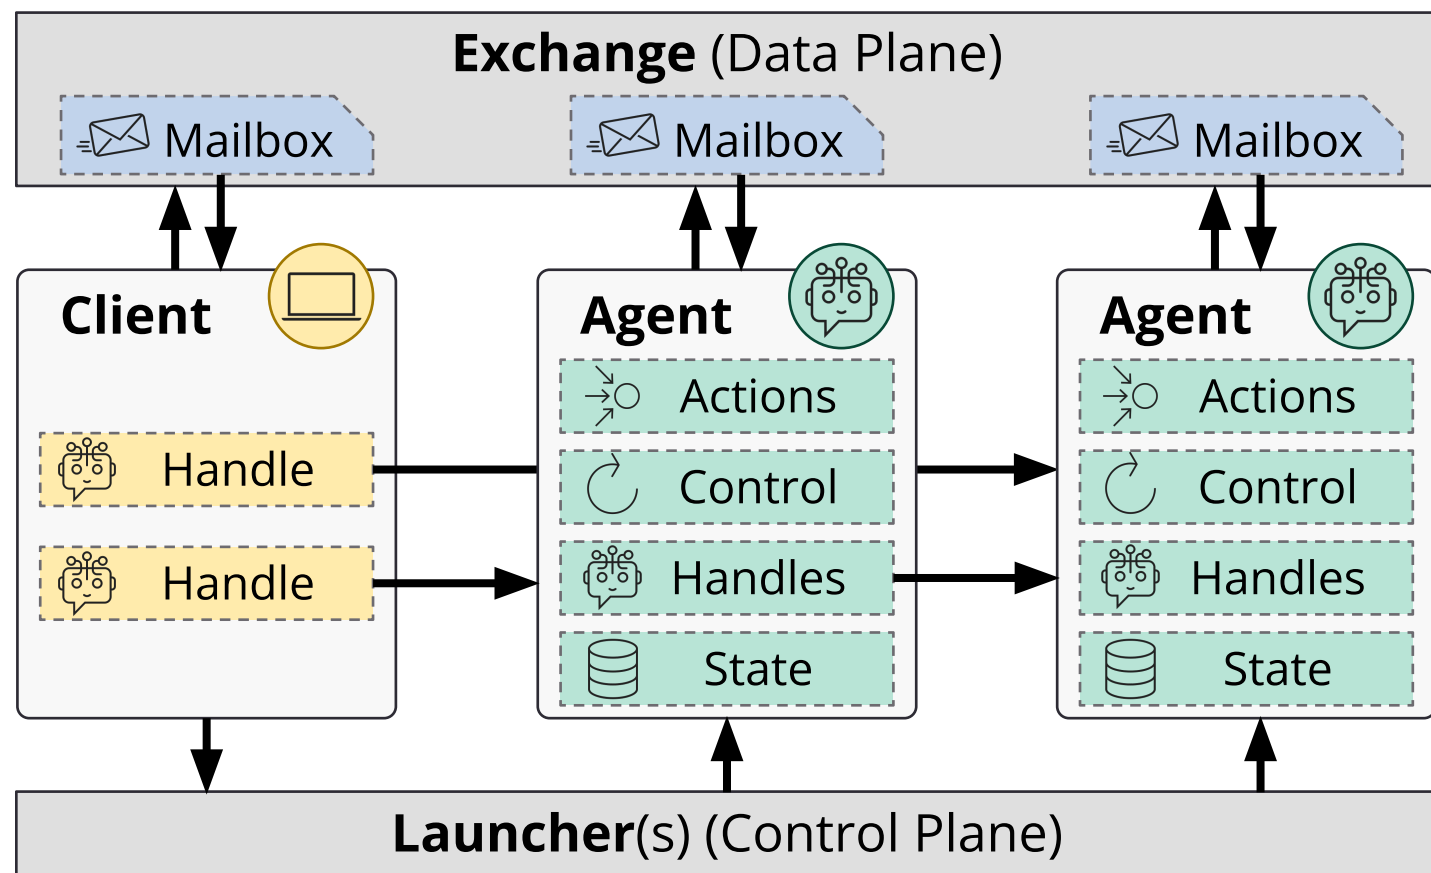 Exchange (Data Plane)
Mailbox
Mailbox
Mailbox
Client
Handle
Handle
Agent
Actions
Control
Handles
State
Agent
Actions
Control
Handles
State
Launcher(s) (Control Plane)